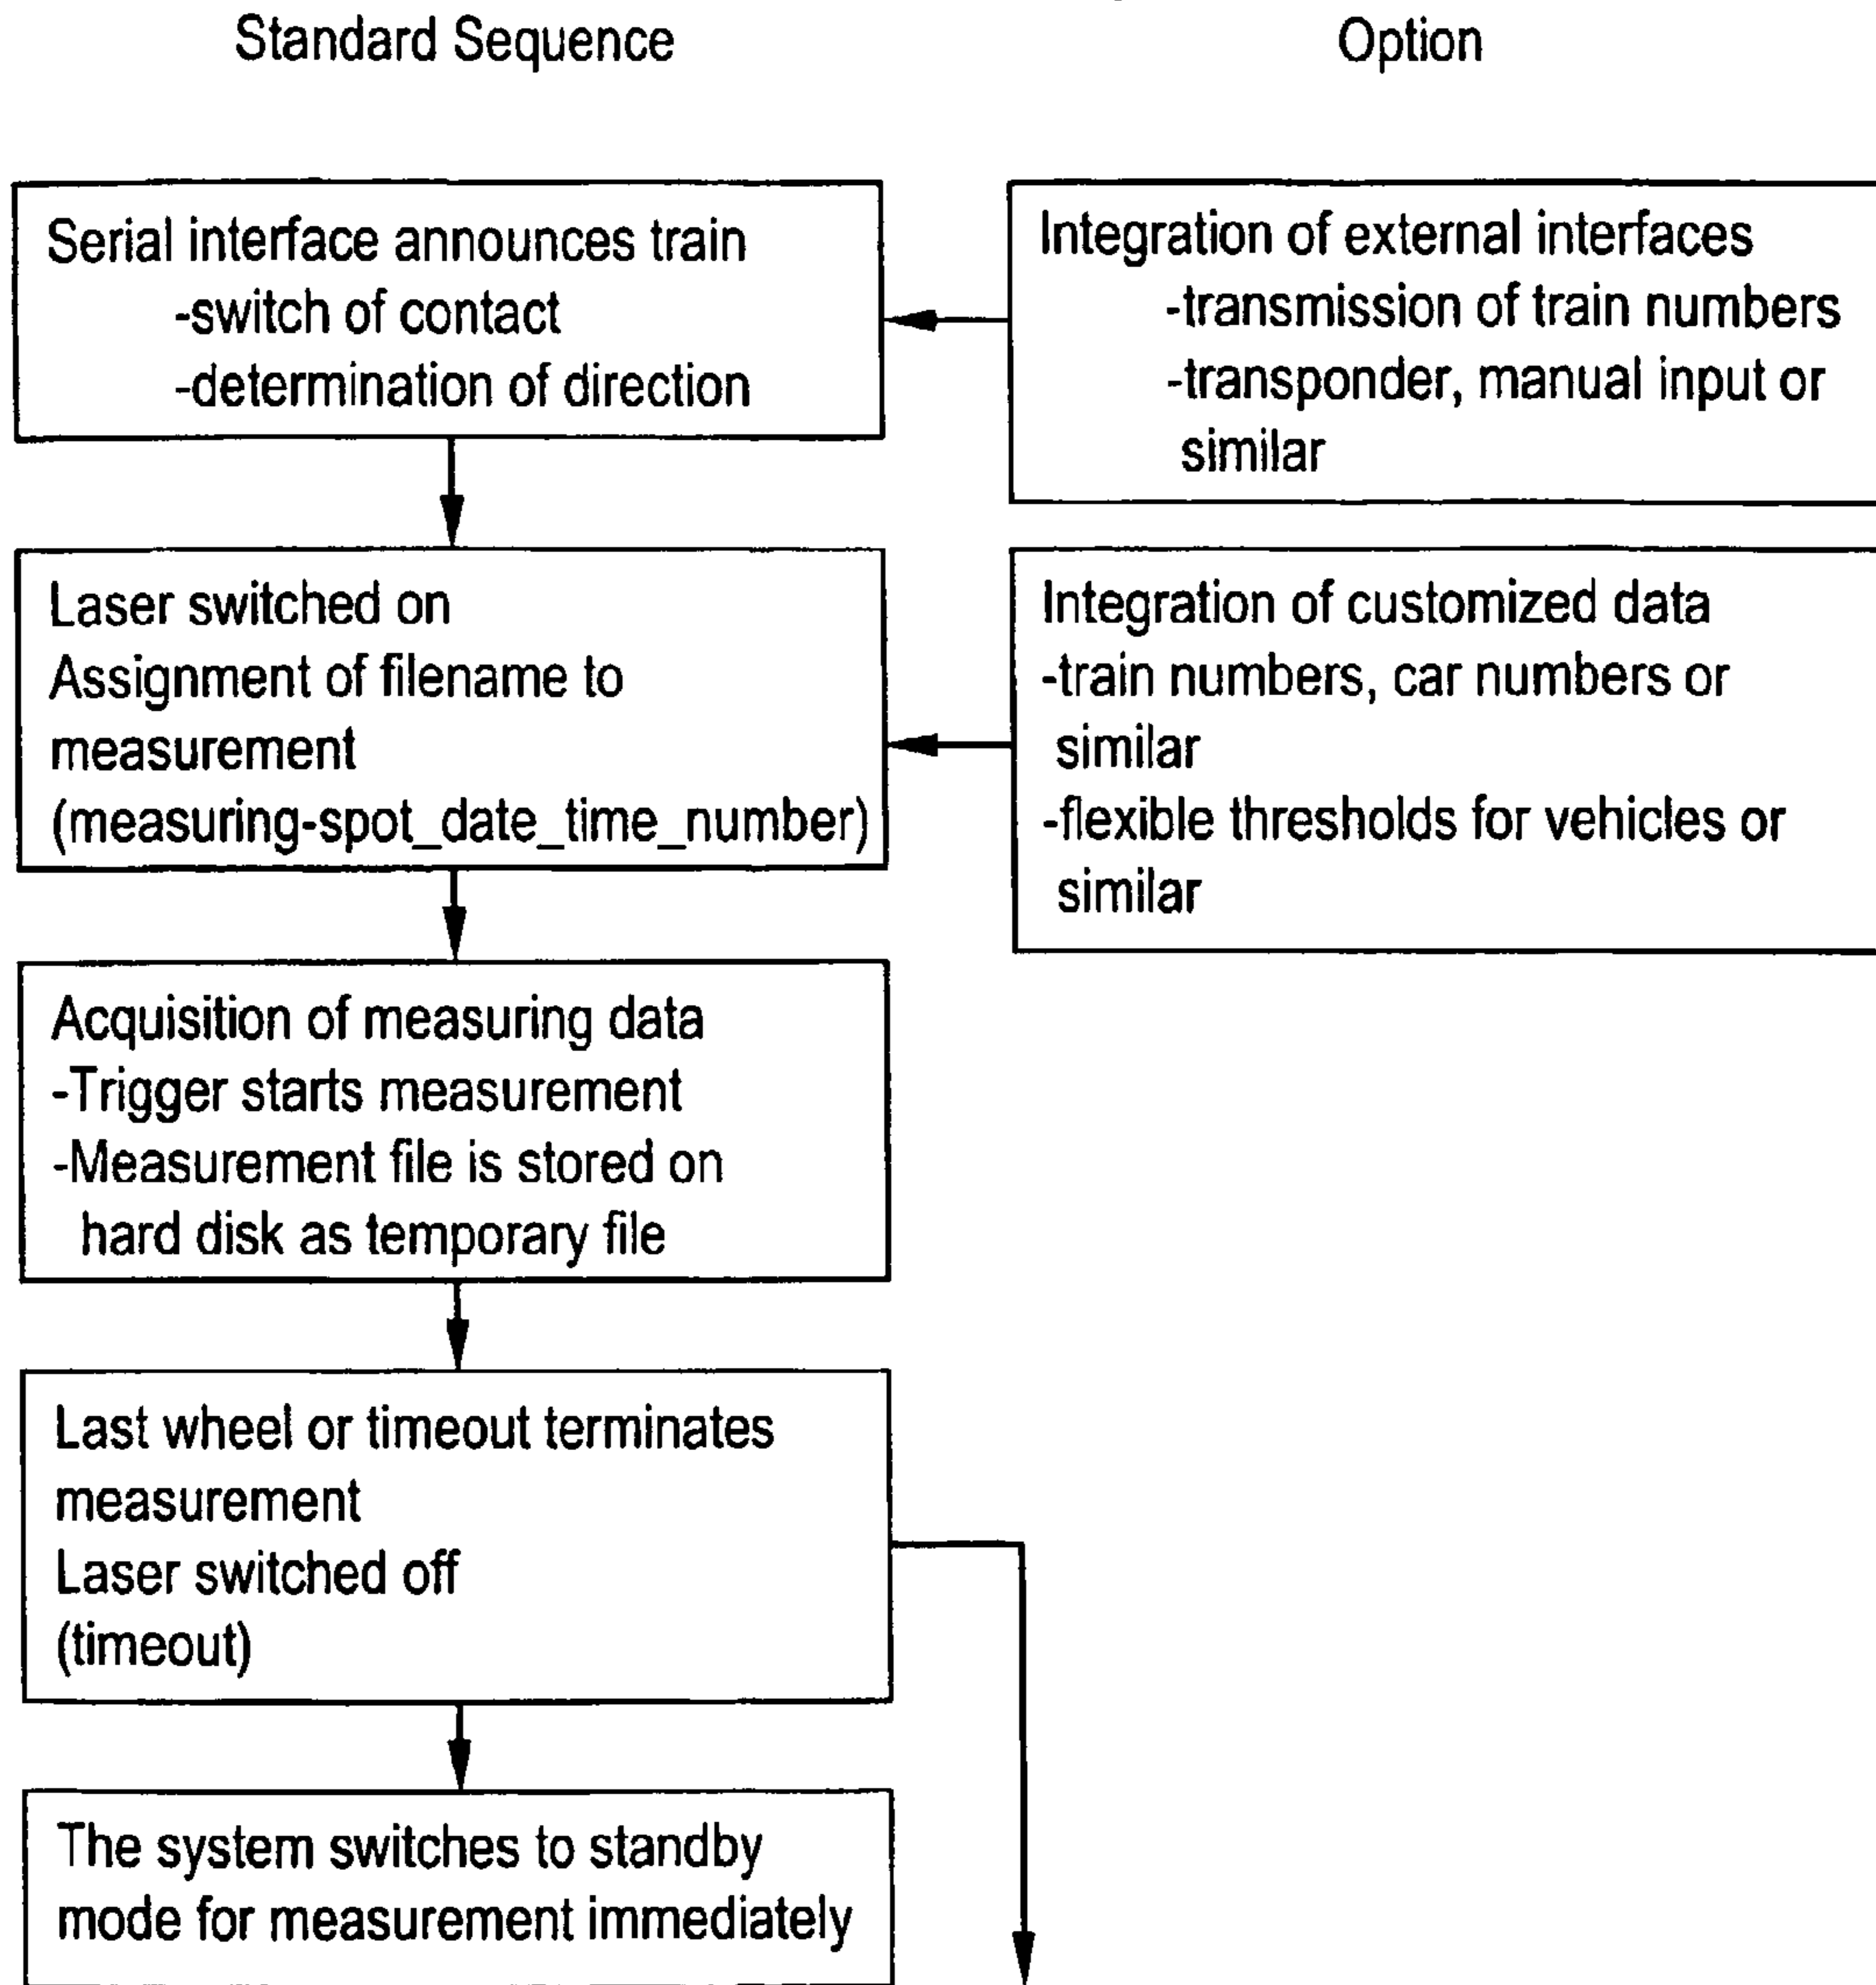 Standard Sequence
Option
Serial interface announces train
-switch of contact
-determination of direction
Integration of external interfaces
-transmission of train numbers
-transponder, manual input or
similar
Laser switched on
Assignment of filename to
measurement
(measuring-spot_date_time_number)
Integration of customized data
-train numbers, car numbers or
similar
-flexible thresholds for vehicles or
similar
Acquisition of measuring data
-Trigger starts measurement
-Measurement file is stored on
hard disk as temporary file
Last wheel or timeout terminates
measurement
Laser switched off
(timeout)
The system switches to standby
mode for measurement immediately